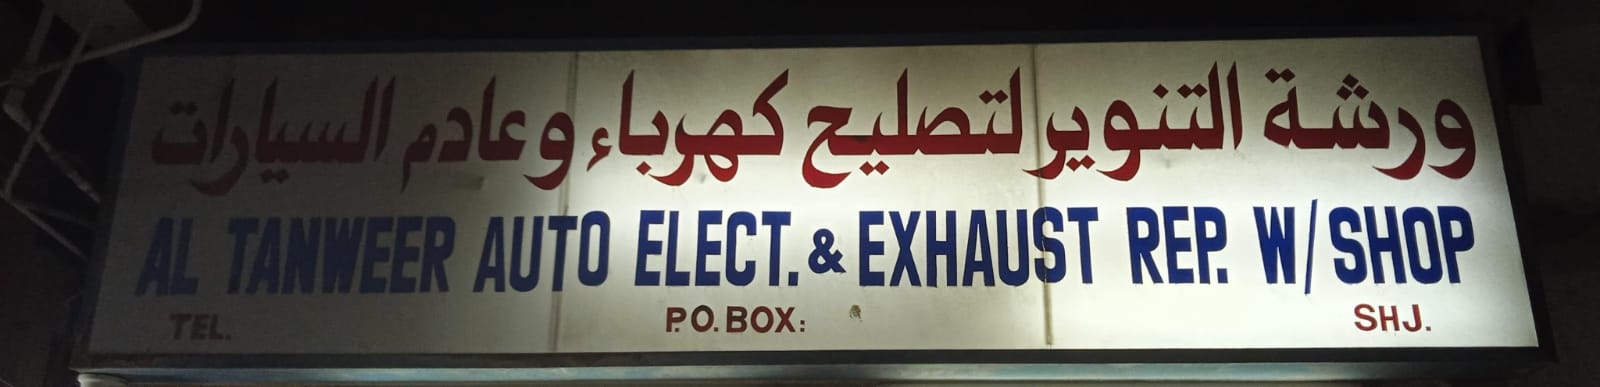 ورشة التنوير لتصليح كهرباء وعادم السيارات
AL TANWEER AUTO ELECT. & EXHAUST REP. W/SHOP
TEL. P.O.BOX: SHJ.